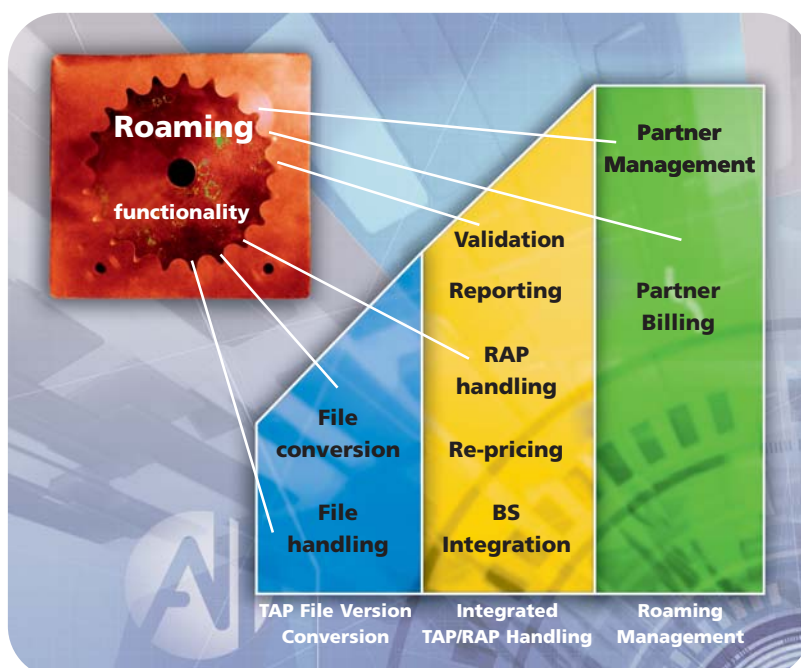 Roaming
functionality
Partner
Management
Validation
Reporting
Partner
Billing
RAP
handling
File
conversion
Re-pricing
File
handling
BS
Integration
TAP File Version
Conversion
Integrated
TAP/RAP Handling
Roaming
Management